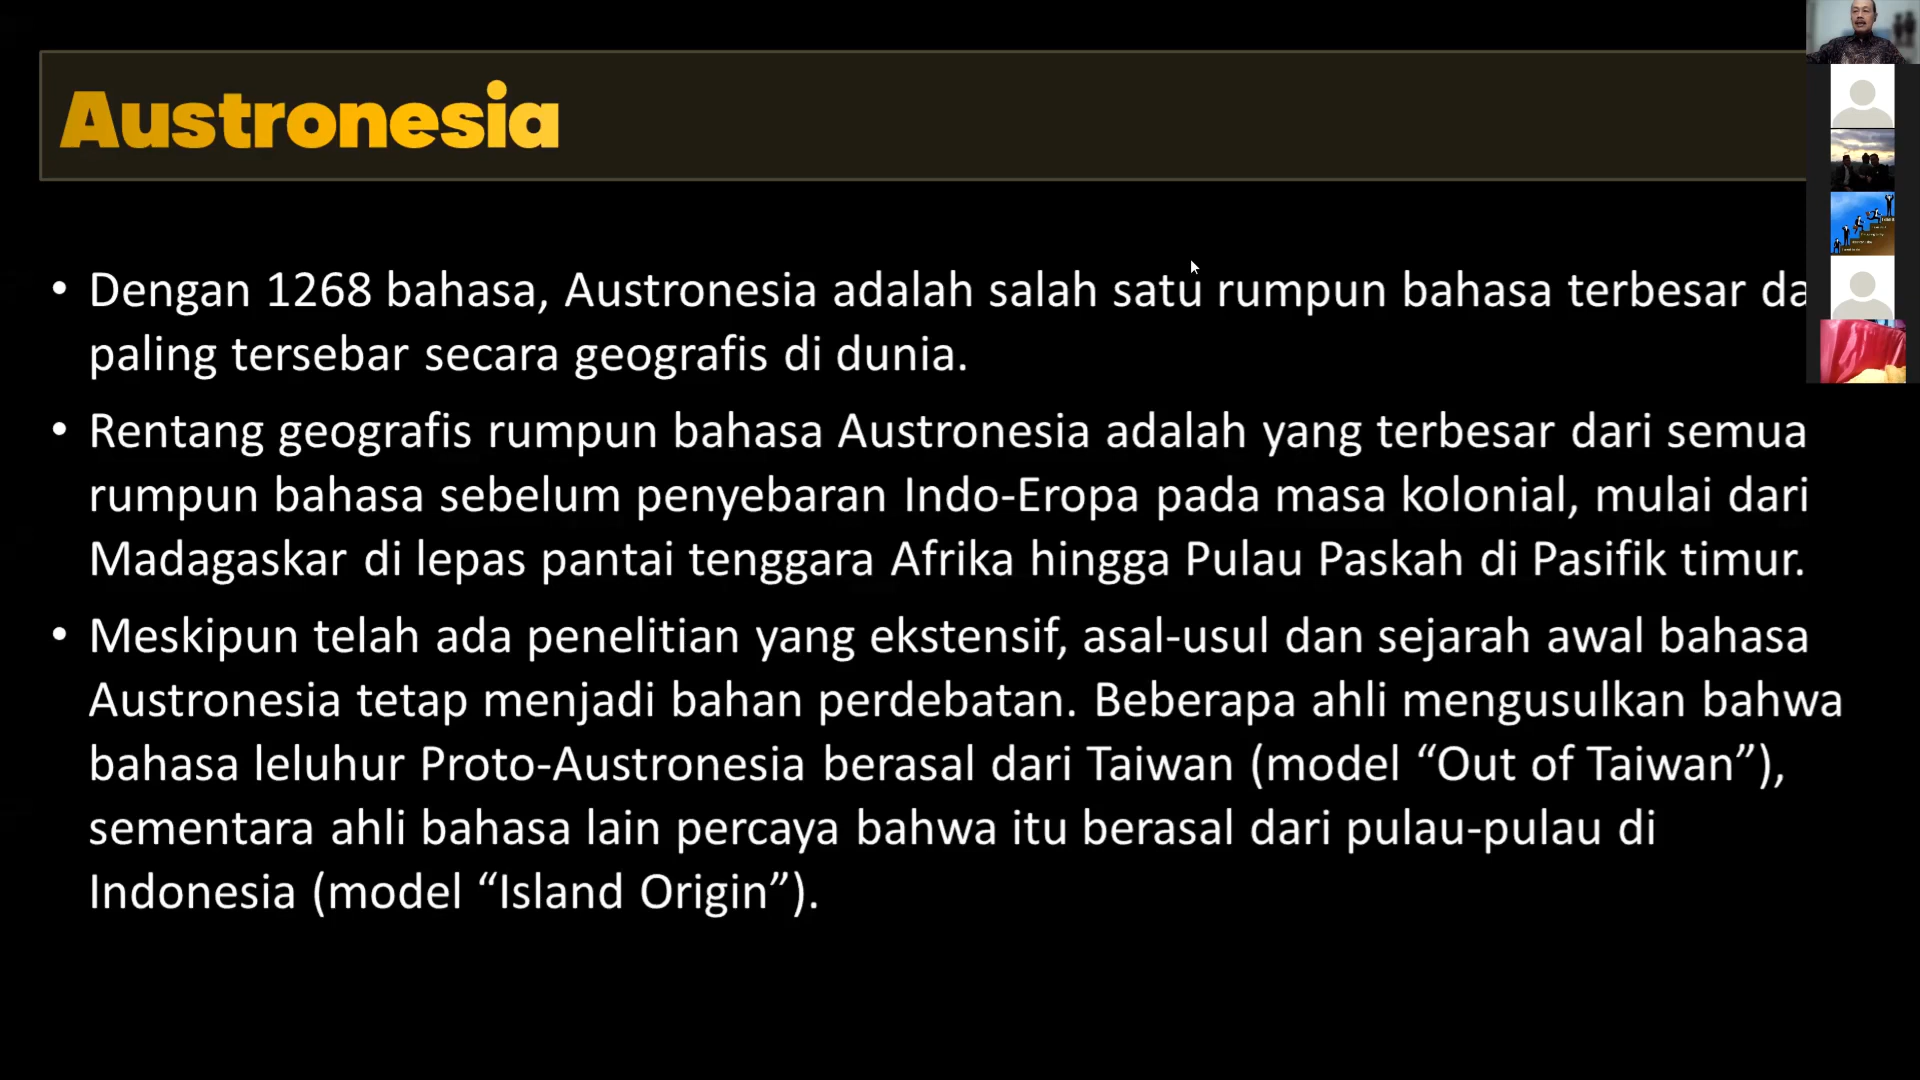 Austronesia
• Dengan 1268 bahasa, Austronesia adalah salah satu rumpun bahasa terbesar da
paling tersebar secara geografis di dunia.
• Rentang geografis rumpun bahasa Austronesia adalah yang terbesar dari semua
rumpun bahasa sebelum penyebaran Indo-Eropa pada masa kolonial, mulai dari
Madagaskar di lepas pantai tenggara Afrika hingga Pulau Paskah di Pasifik timur.
• Meskipun telah ada penelitian yang ekstensif, asal-usul dan sejarah awal bahasa
Austronesia tetap menjadi bahan perdebatan. Beberapa ahli mengusulkan bahwa
bahasa leluhur Proto-Austronesia berasal dari Taiwan (model “Out of Taiwan”),
sementara ahli bahasa lain percaya bahwa itu berasal dari pulau-pulau di
Indonesia (model “Island Origin”).